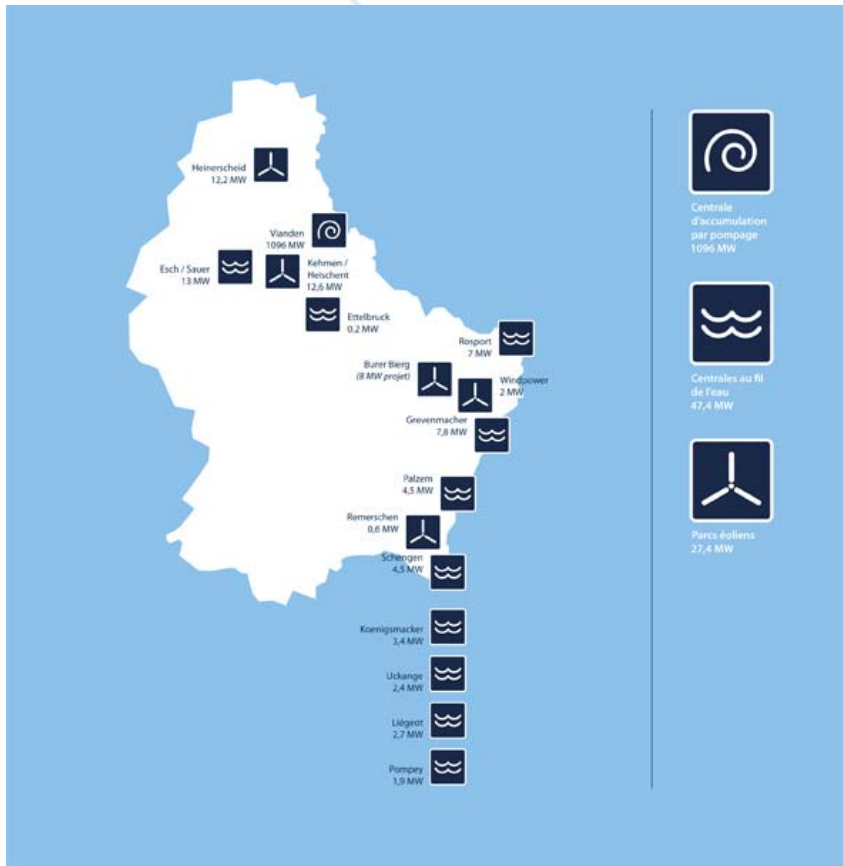 Heinerscheid
12,2 MW
Vianden
1096 MW
Esch / Sauer
13 MW
Kehmen /
Heischent
12,6 MW
Ettelbruck
0,2 MW
Rosport
7 MW
Burer Bierg
(8 MW projet)
Windpower
2 MW
Grevenmacher
7,8 MW
Palzem
4,5 MW
Remerschen
0,6 MW
Schengen
4,5 MW
Koenigsmacker
3,4 MW
Uckange
2,4 MW
Liégeot
2,7 MW
Pompey
1,9 MW
Centrale
d'accumulation
par pompage
1096 MW
Centrales au fil
de l'eau
47,4 MW
Parcs éoliens
27,4 MW